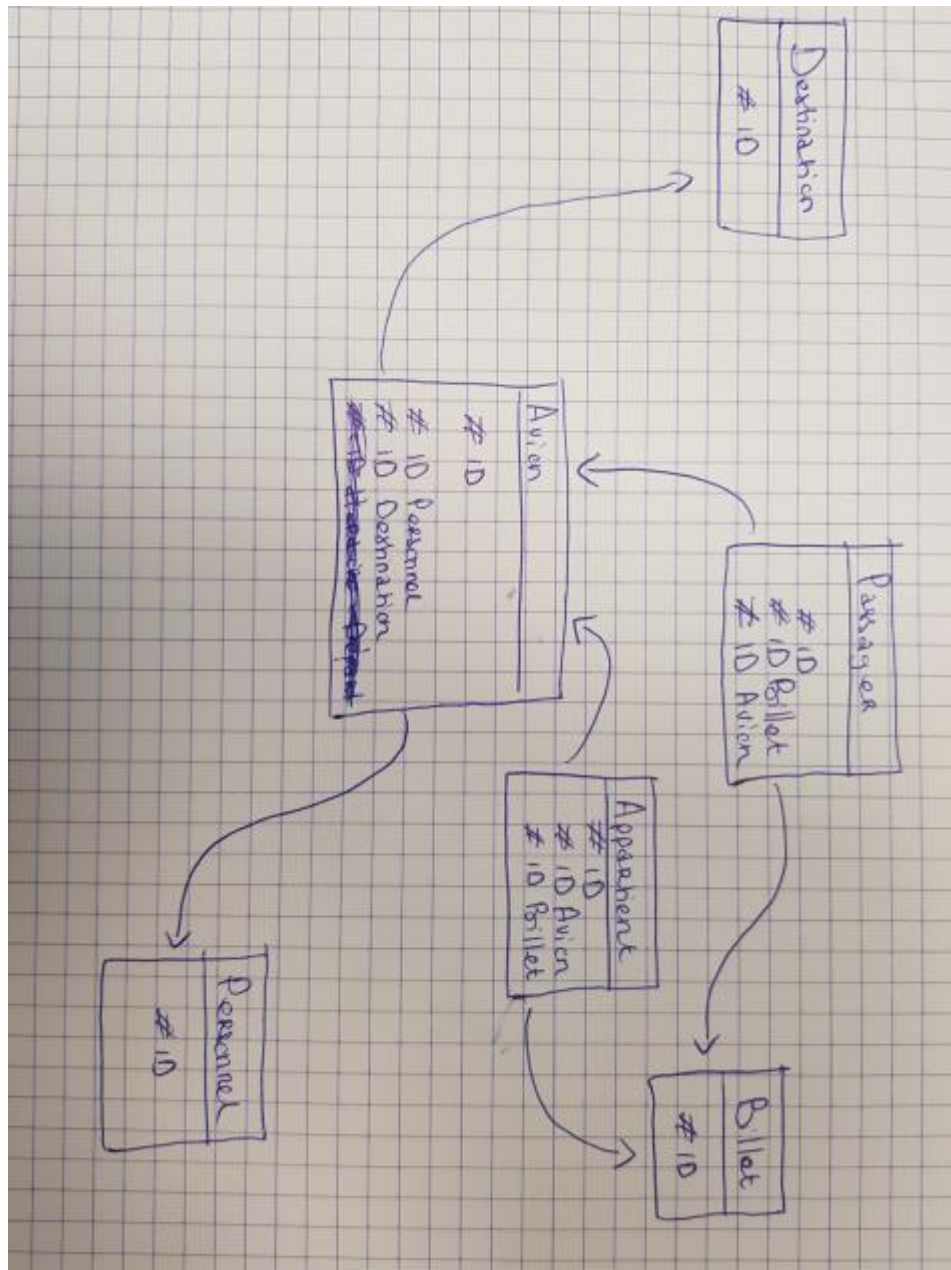 Destination
# ID
Passager
# ID
# ID Billet
# ID Avion
Avion
# ID
# ID Personnel
# ID Destination
Appartient
# ID
# ID Avion
# ID Billet
Billet
# ID
Personnel
# ID